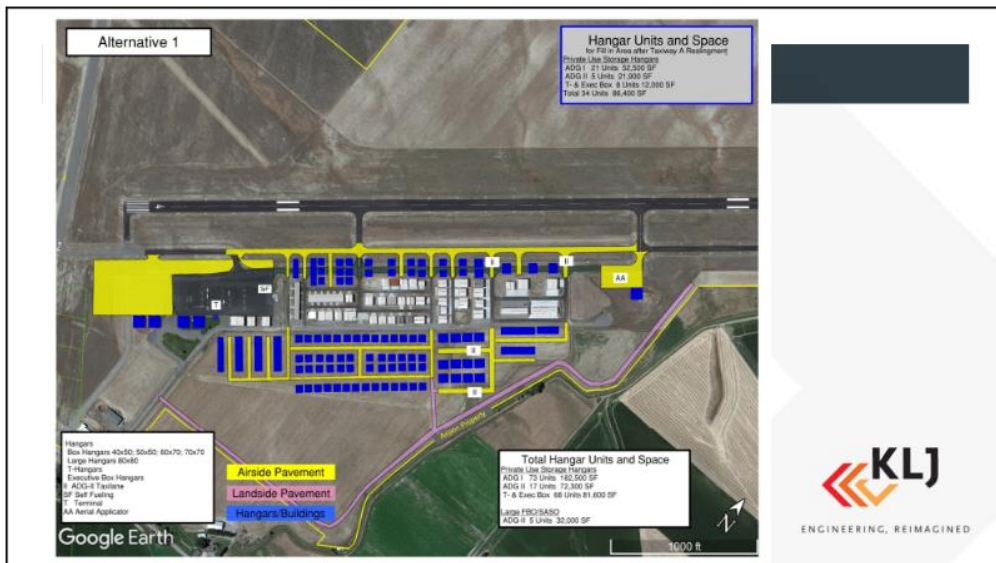 Alternative 1
Hangar Units and Space
for Fill in Area after Taxiway A Realingment
Private Use Storage Hangars
ADG I 21 Units 52,500 SF
ADG II 5 Units 21,900 SF
T- & Exec Box 8 Units 12,000 SF
Total 34 Units 86,400 SF
II
II
AA
SF
T
II
II
Airport Property
Hangars
Box Hangars 40x50; 50x50; 60x70; 70x70
Large Hangars 80x80
T-Hangars
Executive Box Hangars
II ADG-II Taxilane
SF Self Fueling
T Terminal
AA Aerial Applicator
Airside Pavement
Landside Pavement
Hangars/Buildings
Total Hangar Units and Space
Private Use Storage Hangars
ADG I 73 Units 182,500 SF
ADG II 17 Units 72,300 SF
T- & Exec Box 68 Units 81,600 SF
Large FBO/SASO
ADG II 5 Units 32,000 SF
N
Google Earth
1000 ft
KLJ
ENGINEERING, REIMAGINED